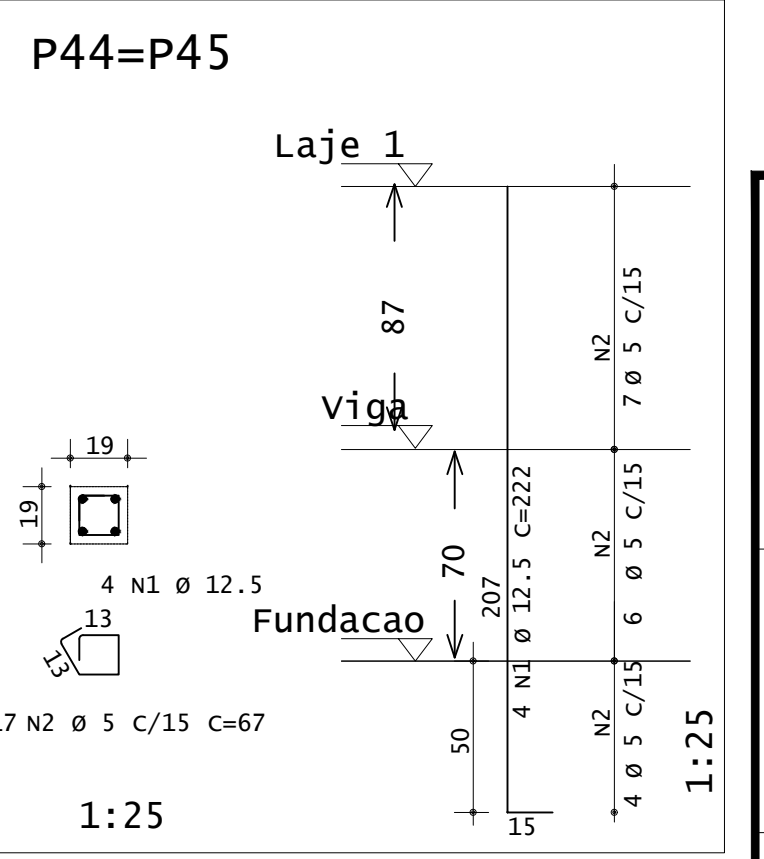 P44=P45
Laje 1
87
7 Ø 5 C/15
N2
Viga
19
19
4 N1 Ø 12.5
70
207
4 N1 Ø 12.5 C=222
N2
6 Ø 5 C/15
Fundacao
13
13
17 N2 Ø 5 C/15 C=67
50
15
N2
4 Ø 5 C/15
1:25
1:25